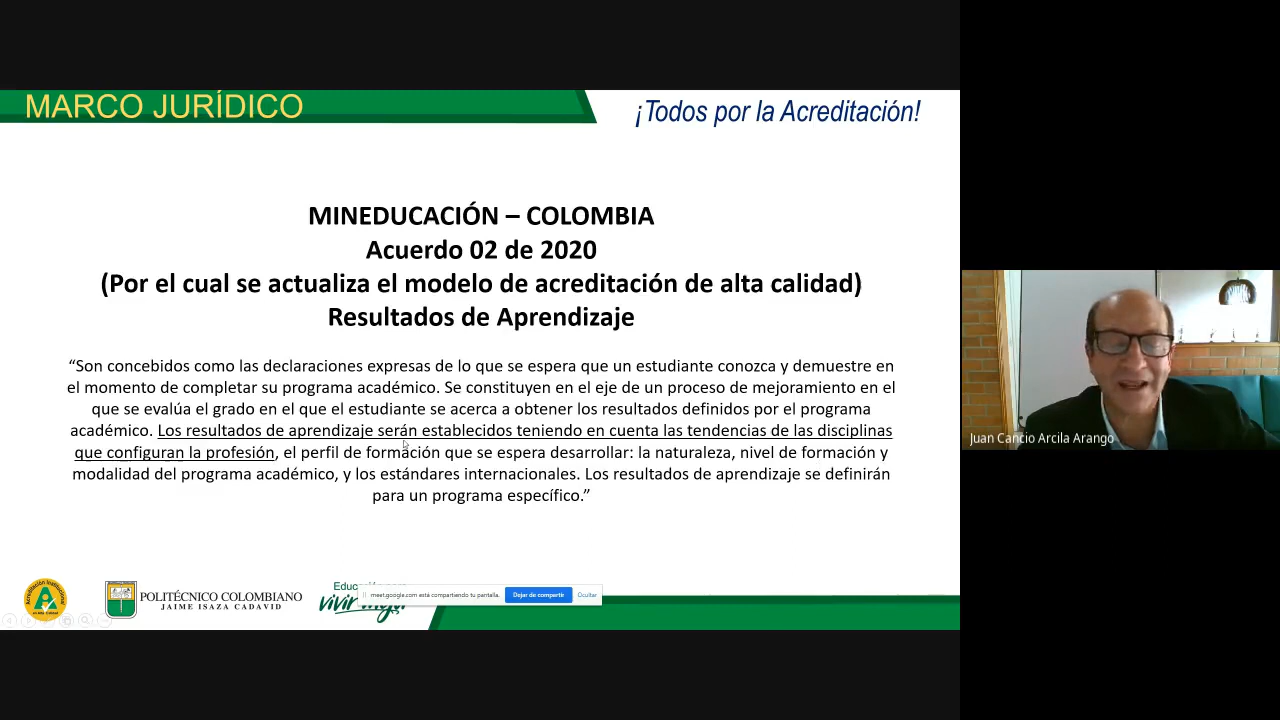 MARCO JURÍDICO
¡Todos por la Acreditación!
MINEDUCACIÓN – COLOMBIA
Acuerdo 02 de 2020
(Por el cual se actualiza el modelo de acreditación de alta calidad)
Resultados de Aprendizaje
“Son concebidos como las declaraciones expresas de lo que se espera que un estudiante conozca y demuestre en
el momento de completar su programa académico. Se constituyen en el eje de un proceso de mejoramiento en el
que se evalúa el grado en el que el estudiante se acerca a obtener los resultados definidos por el programa
académico. Los resultados de aprendizaje serán establecidos teniendo en cuenta las tendencias de las disciplinas
que configuran la profesión, el perfil de formación que se espera desarrollar: la naturaleza, nivel de formación y
modalidad del programa académico, y los estándares internacionales. Los resultados de aprendizaje se definirán
para un programa específico.”
Juan Cancio Arcila Arango
POLITÉCNICO COLOMBIANO
JAIME ISAZA CADAVID
meet.google.com está compartiendo tu pantalla.
Dejar de compartir
Ocultar